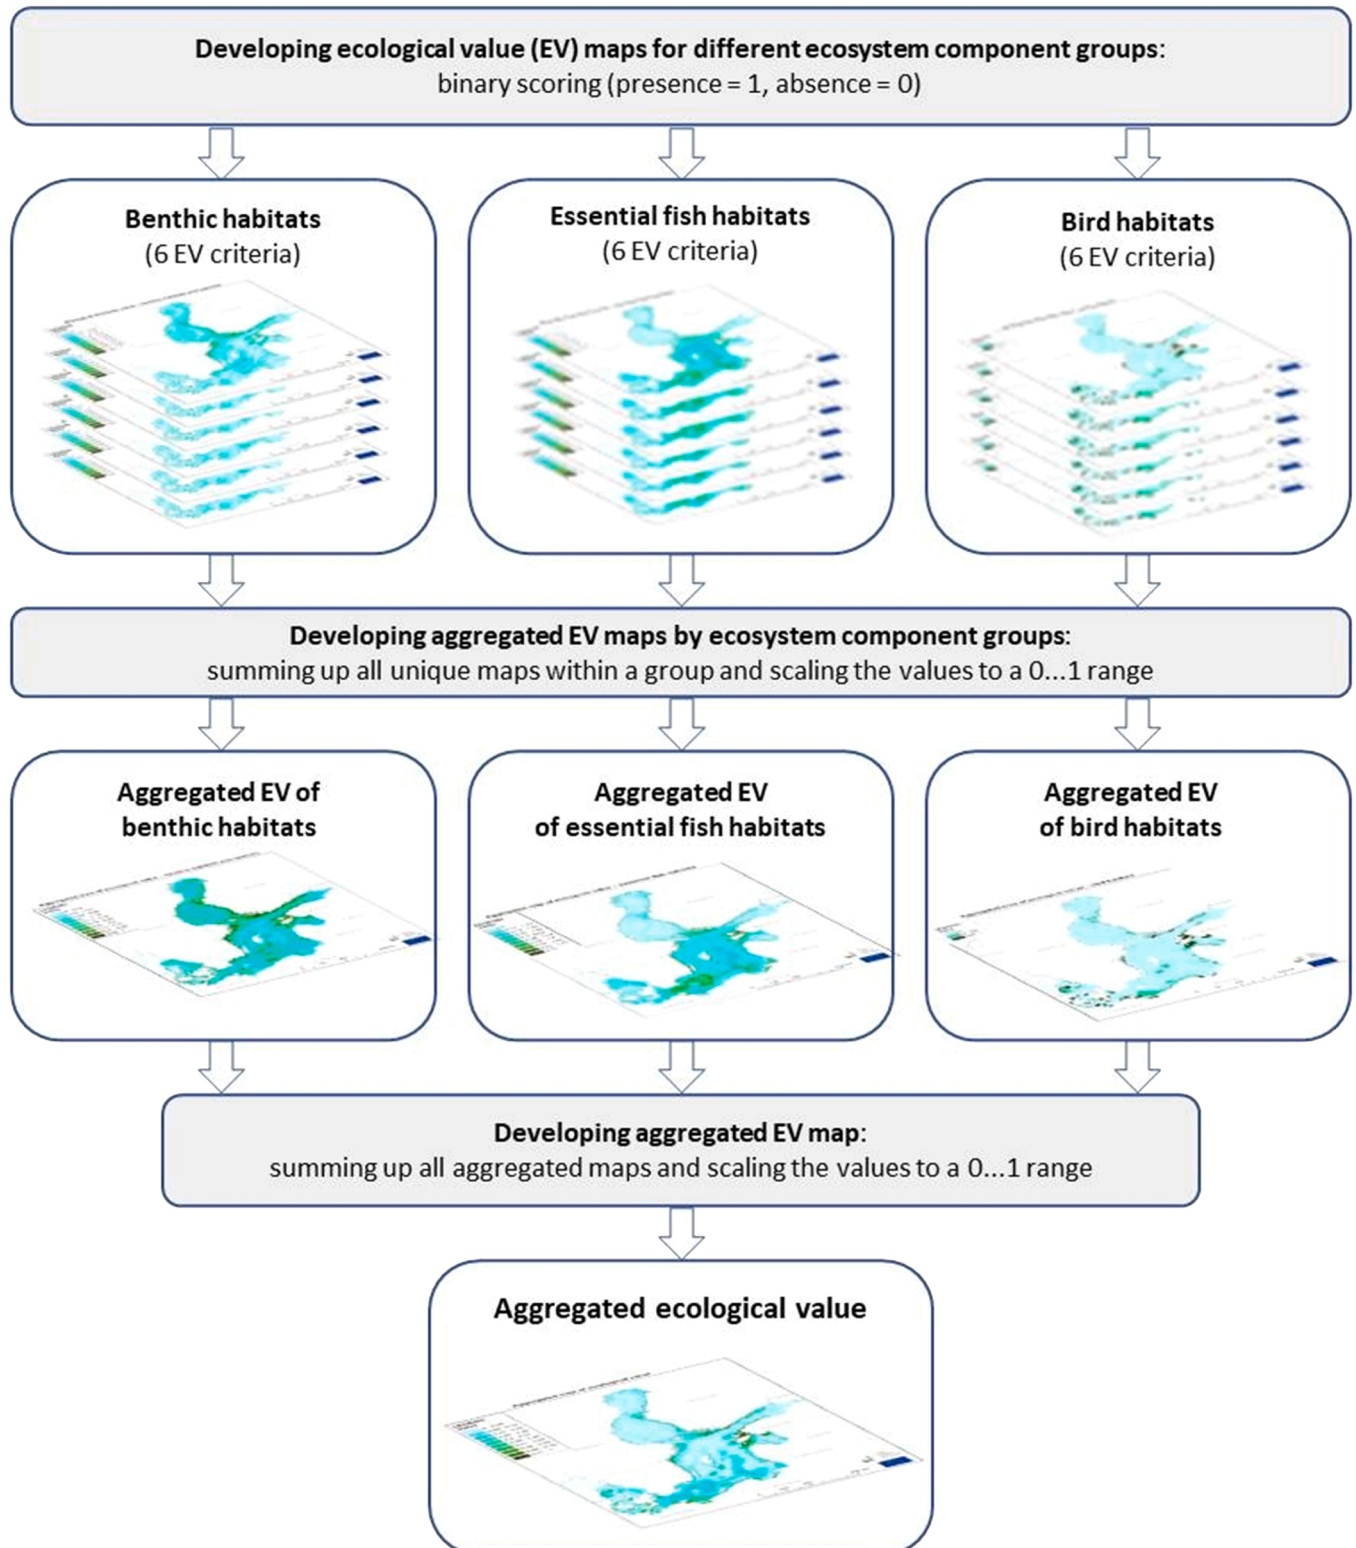 Developing ecological value (EV) maps for different ecosystem component groups:
binary scoring (presence = 1, absence = 0)
Benthic habitats
(6 EV criteria)
Essential fish habitats
(6 EV criteria)
Bird habitats
(6 EV criteria)
Developing aggregated EV maps by ecosystem component groups:
summing up all unique maps within a group and scaling the values to a 0...1 range
Aggregated EV of
benthic habitats
Aggregated EV
of essential fish habitats
Aggregated EV
of bird habitats
Developing aggregated EV map:
summing up all aggregated maps and scaling the values to a 0...1 range
Aggregated ecological value